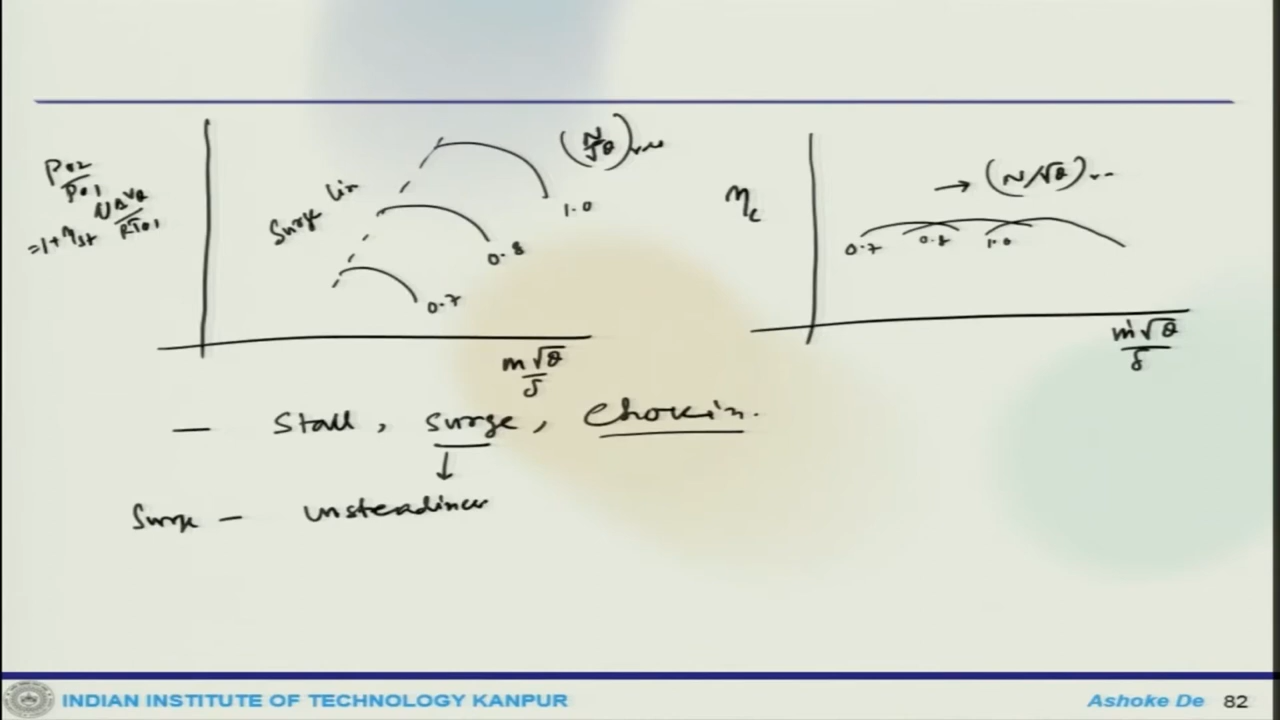 P02/P01
= 1 + ηst UΔVθ/RT01
Surge Lin
(N/√θ)
1.0
0.8
0.7
m√θ/δ
ηc
→ (N/√θ)
0.7 0.8 1.0
ṁ√θ/δ
— Stall, Surge, Chokin.
↓
Surge — unsteadiness
INDIAN INSTITUTE OF TECHNOLOGY KANPUR
Ashoke De 82